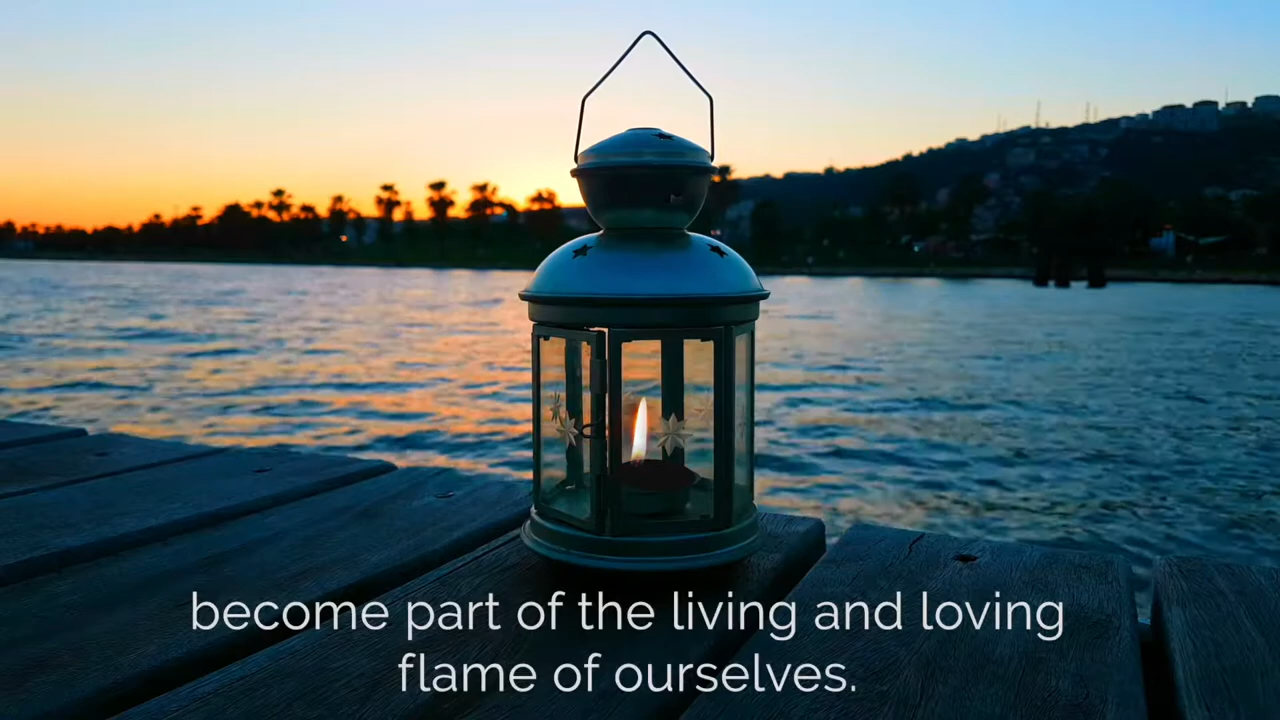 become part of the living and loving
flame of ourselves.